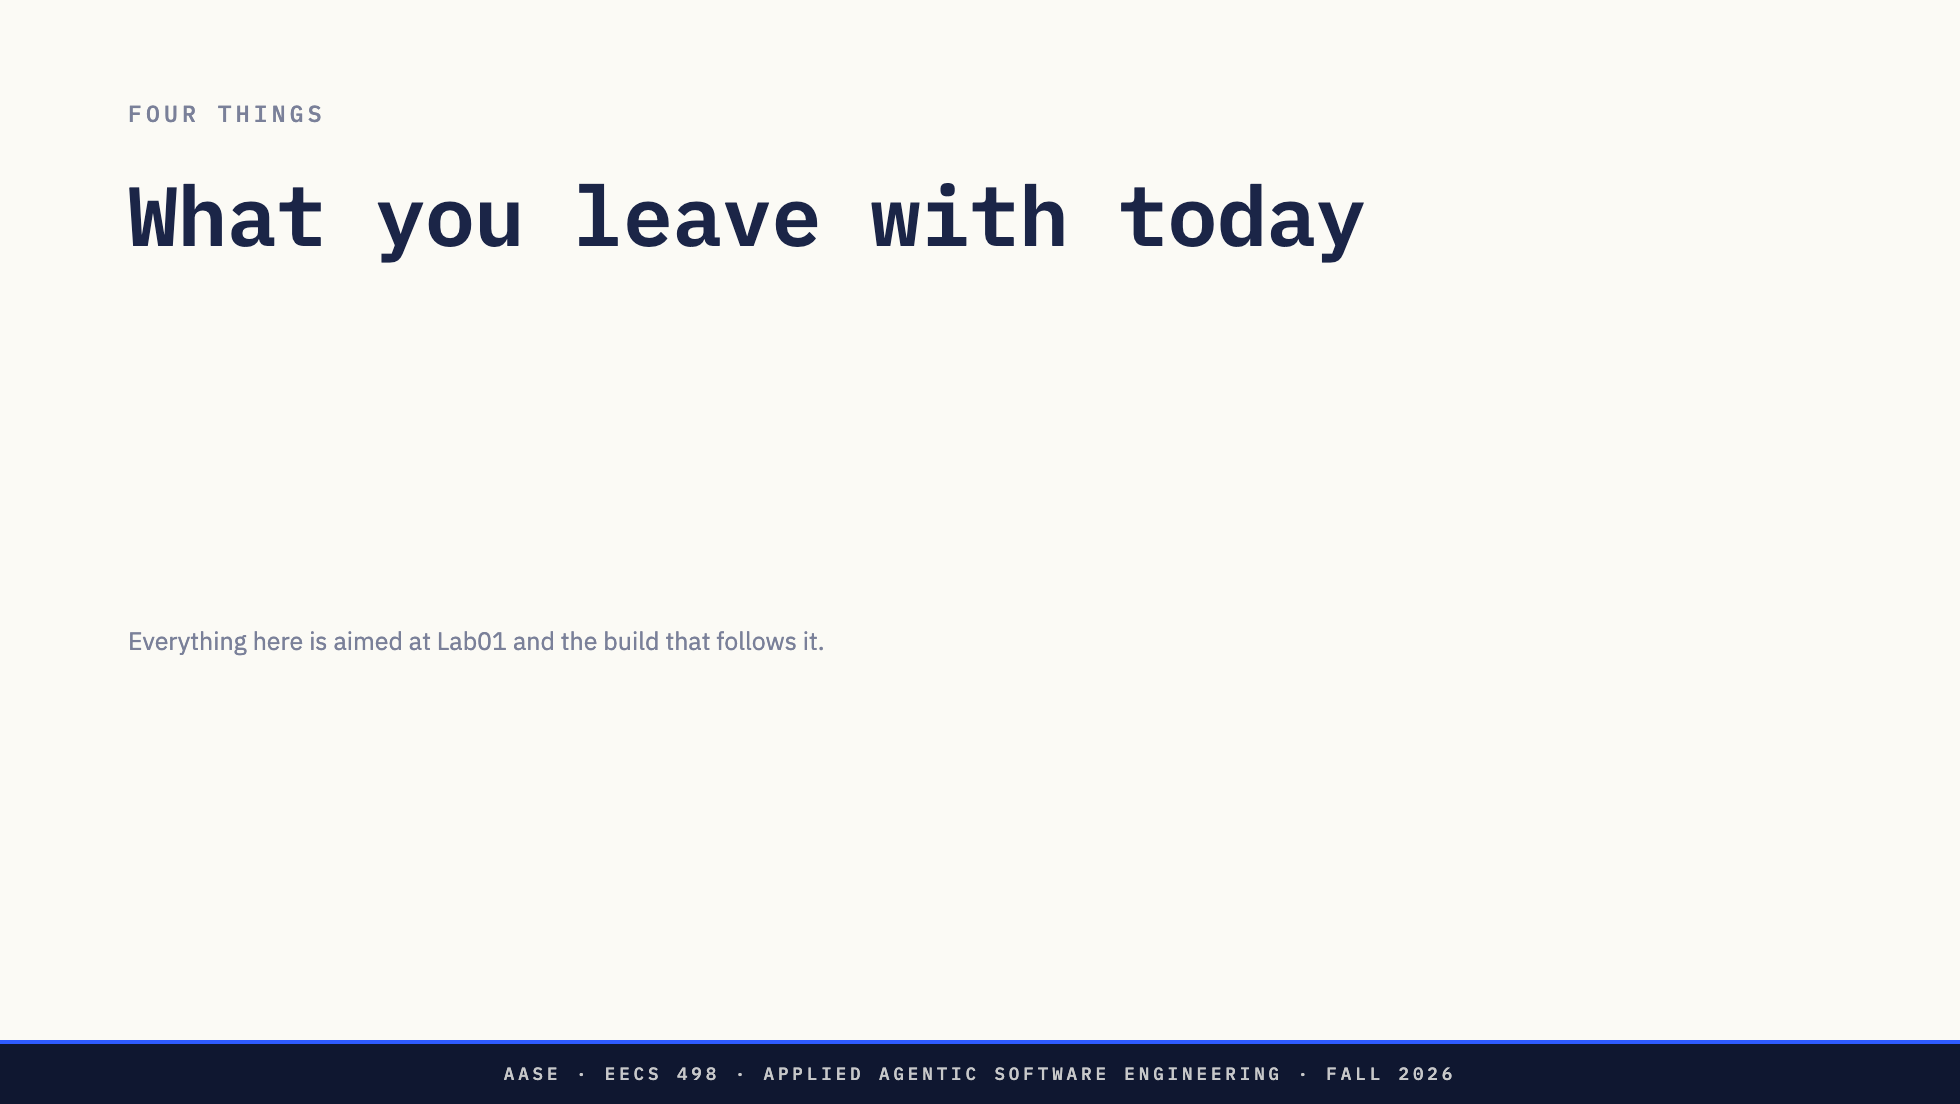 FOUR THINGS
What you leave with today
Everything here is aimed at Lab01 and the build that follows it.
AASE · EECS 498 · APPLIED AGENTIC SOFTWARE ENGINEERING · FALL 2026